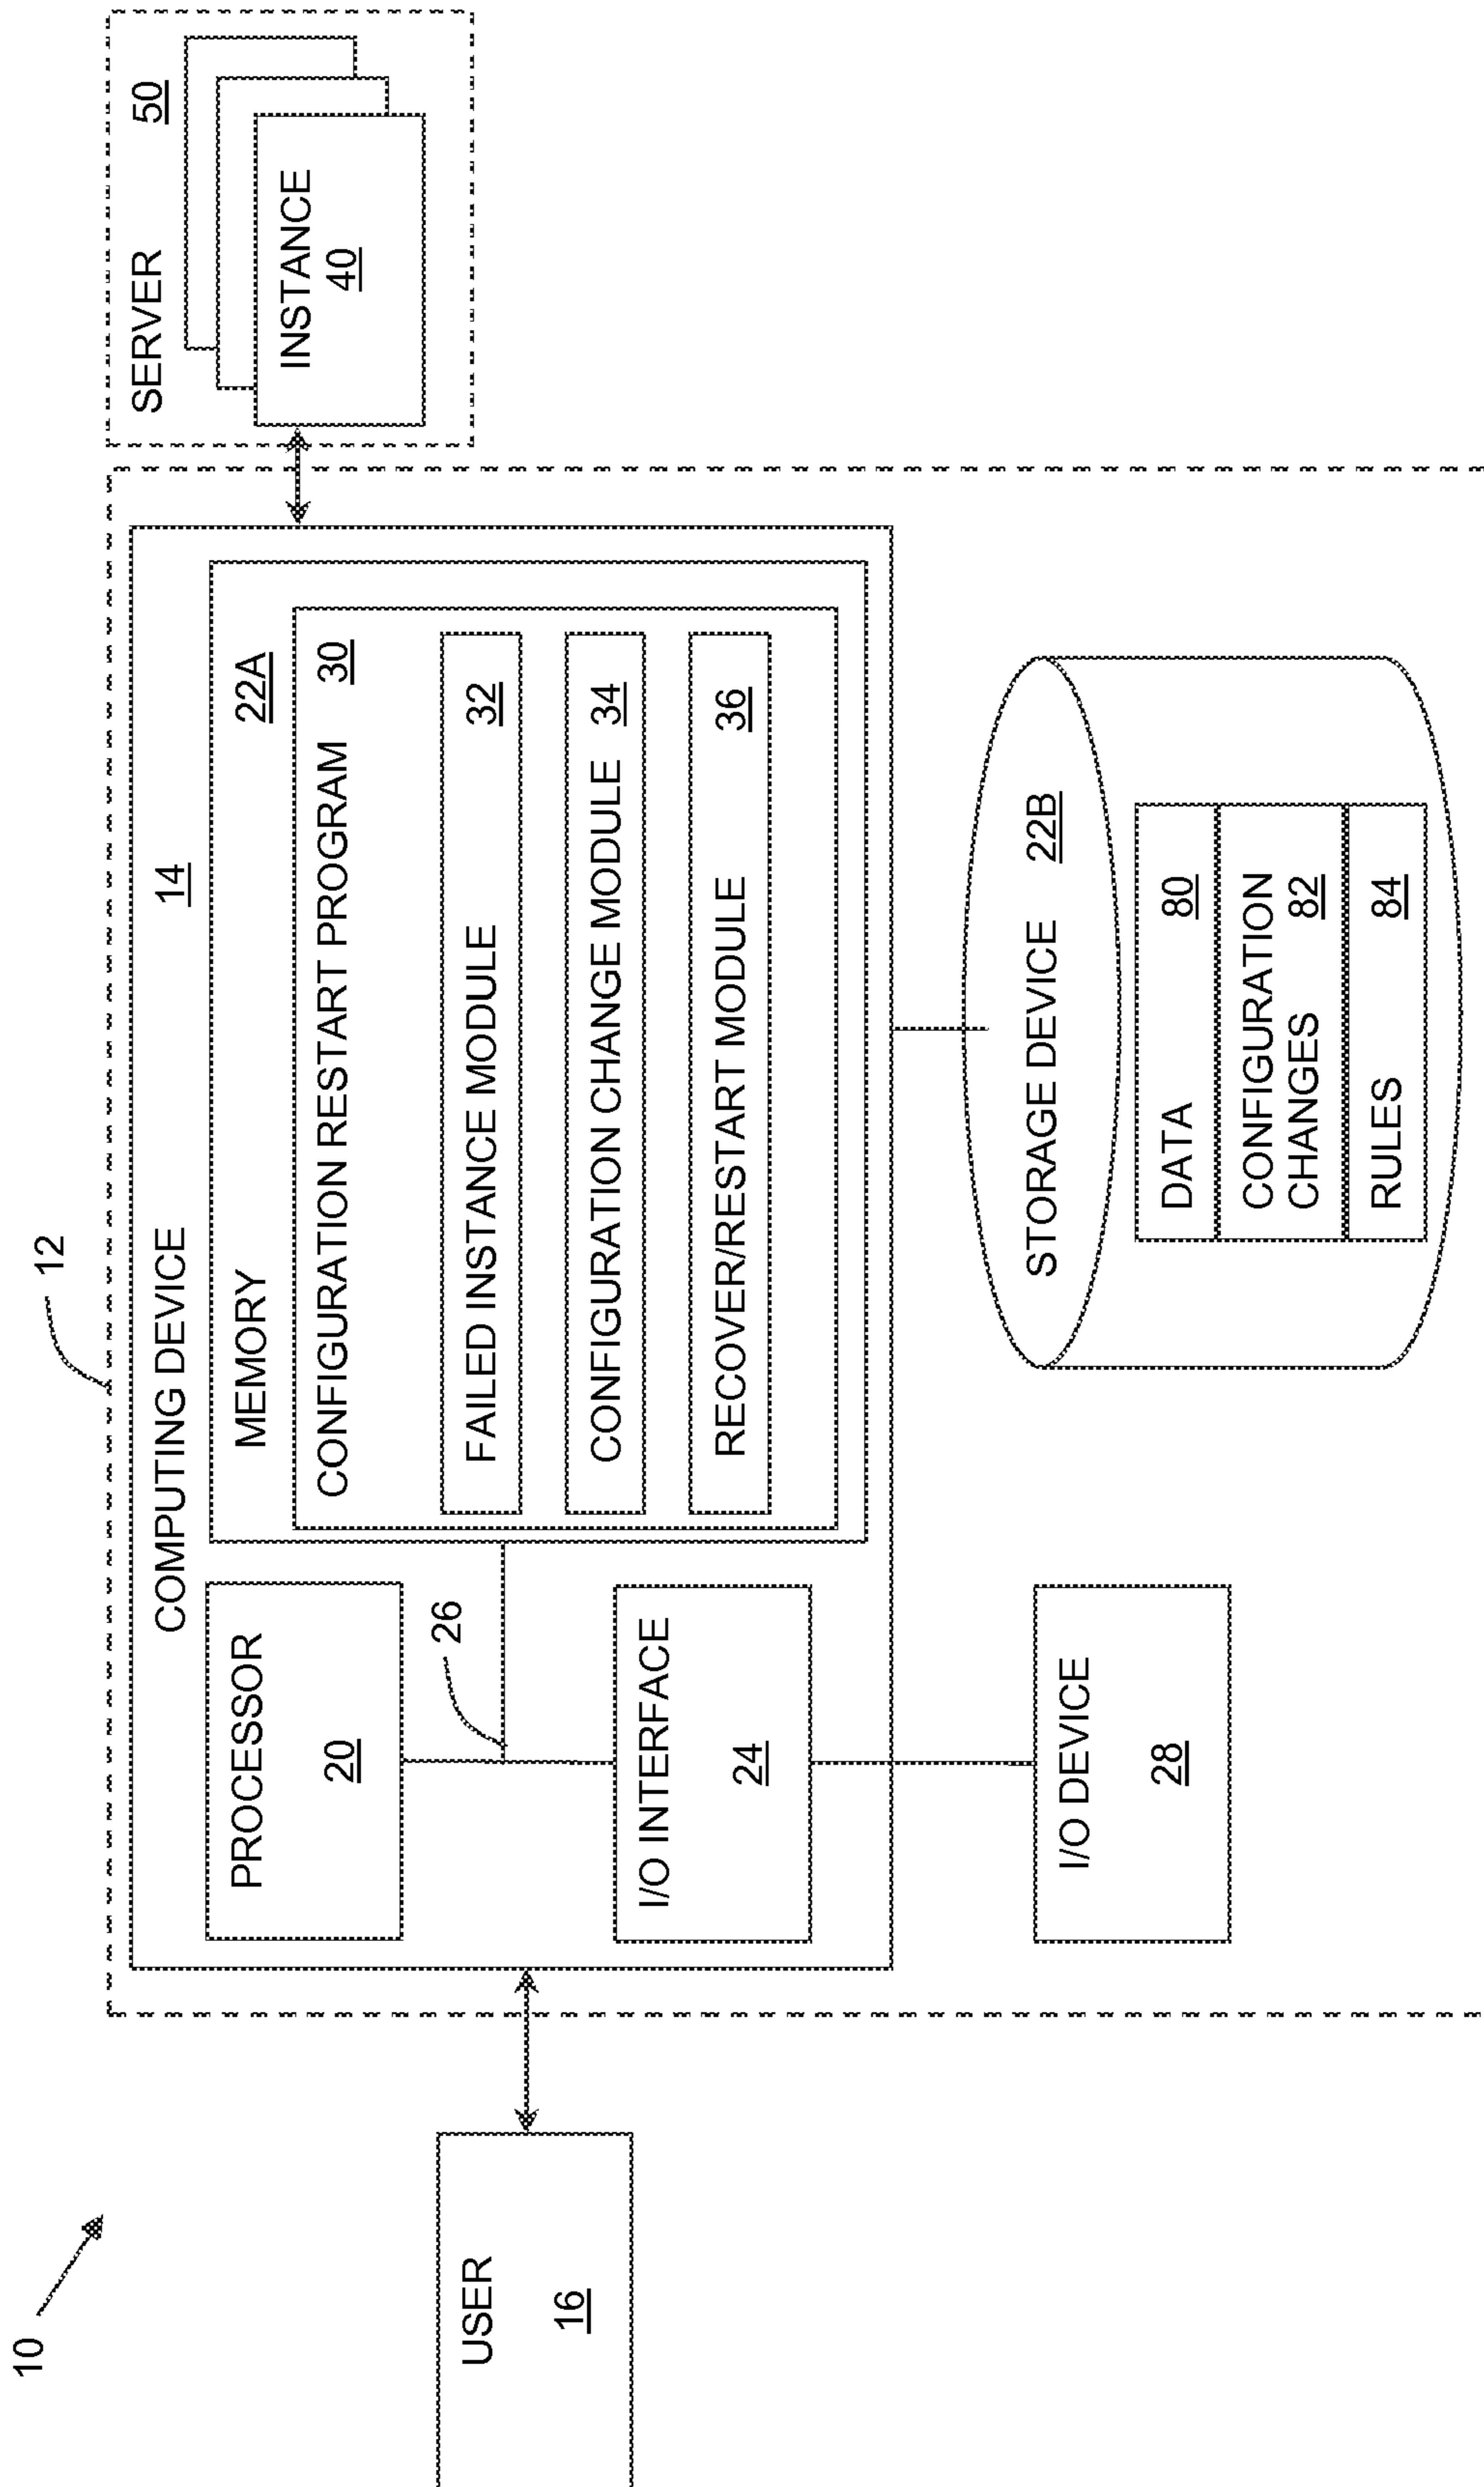 10
12
COMPUTING DEVICE 14
SERVER 50
PROCESSOR
20
MEMORY 22A
INSTANCE
40
CONFIGURATION RESTART PROGRAM 30
26
FAILED INSTANCE MODULE 32
USER
16
CONFIGURATION CHANGE MODULE 34
I/O INTERFACE
24
RECOVER/RESTART MODULE 36
STORAGE DEVICE 22B
I/O DEVICE
28
DATA 80
CONFIGURATION
CHANGES 82
RULES 84